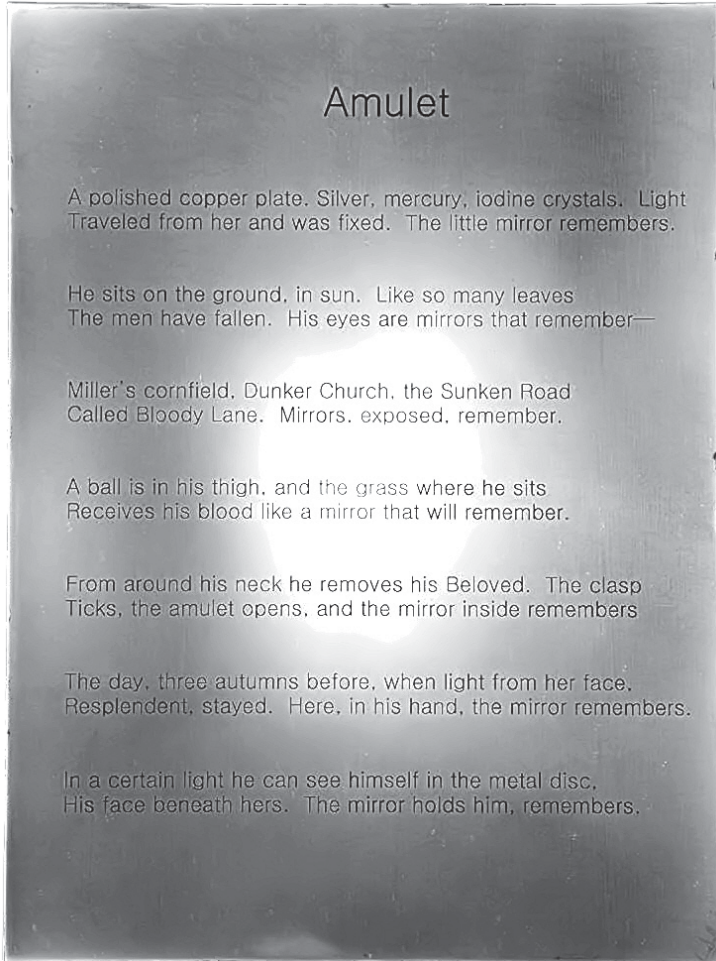 Amulet
A polished copper plate. Silver, mercury, iodine crystals. Light
Traveled from her and was fixed. The little mirror remembers.
He sits on the ground, in sun. Like so many leaves
The men have fallen. His eyes are mirrors that remember—
Miller's cornfield, Dunker Church, the Sunken Road
Called Bloody Lane. Mirrors, exposed, remember.
A ball is in his thigh, and the grass where he sits
Receives his blood like a mirror that will remember.
From around his neck he removes his Beloved. The clasp
Ticks, the amulet opens, and the mirror inside remembers
The day, three autumns before, when light from her face,
Resplendent, stayed. Here, in his hand, the mirror remembers.
In a certain light he can see himself in the metal disc,
His face beneath hers. The mirror holds him, remembers.